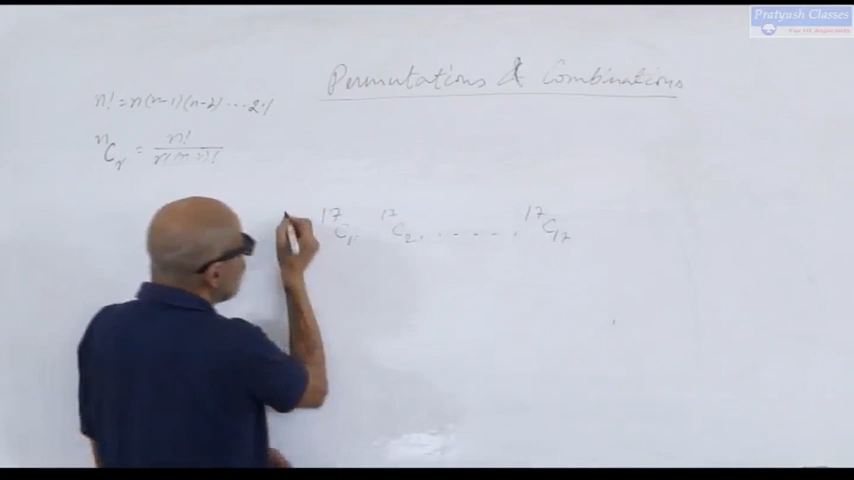 Pratyush Classes
Permutations & Combinations
n! = n(n-1)(n-2) ... 2.1
ⁿCᵣ = n! / r!(n-r)!
¹⁷C₁, ¹⁷C₂, . . . . . , ¹⁷C₁₇